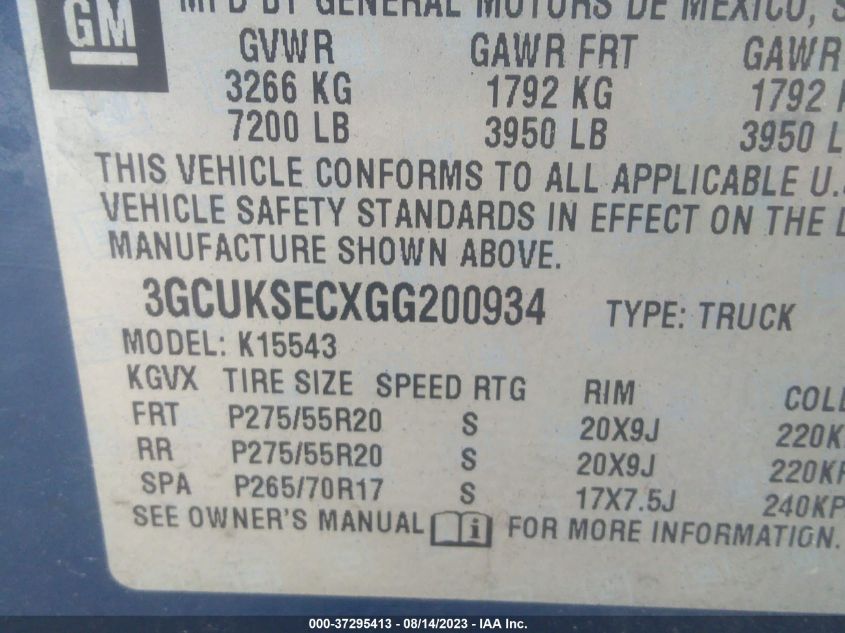 GM
MFD BY GENERAL MOTORS DE MEXICO,
GVWR GAWR FRT GAWR
3266 KG 1792 KG 1792
7200 LB 3950 LB 3950 L
THIS VEHICLE CONFORMS TO ALL APPLICABLE U.
VEHICLE SAFETY STANDARDS IN EFFECT ON THE
MANUFACTURE SHOWN ABOVE.
3GCUKSECXGG200934 TYPE: TRUCK
MODEL: K15543
KGVX TIRE SIZE SPEED RTG RIM COL
FRT P275/55R20 S 20X9J 220K
RR P275/55R20 S 20X9J 220KP
SPA P265/70R17 S 17X7.5J 240KP
SEE OWNER'S MANUAL i FOR MORE INFORMATION.
000-37295413 - 08/14/2023 - IAA Inc.